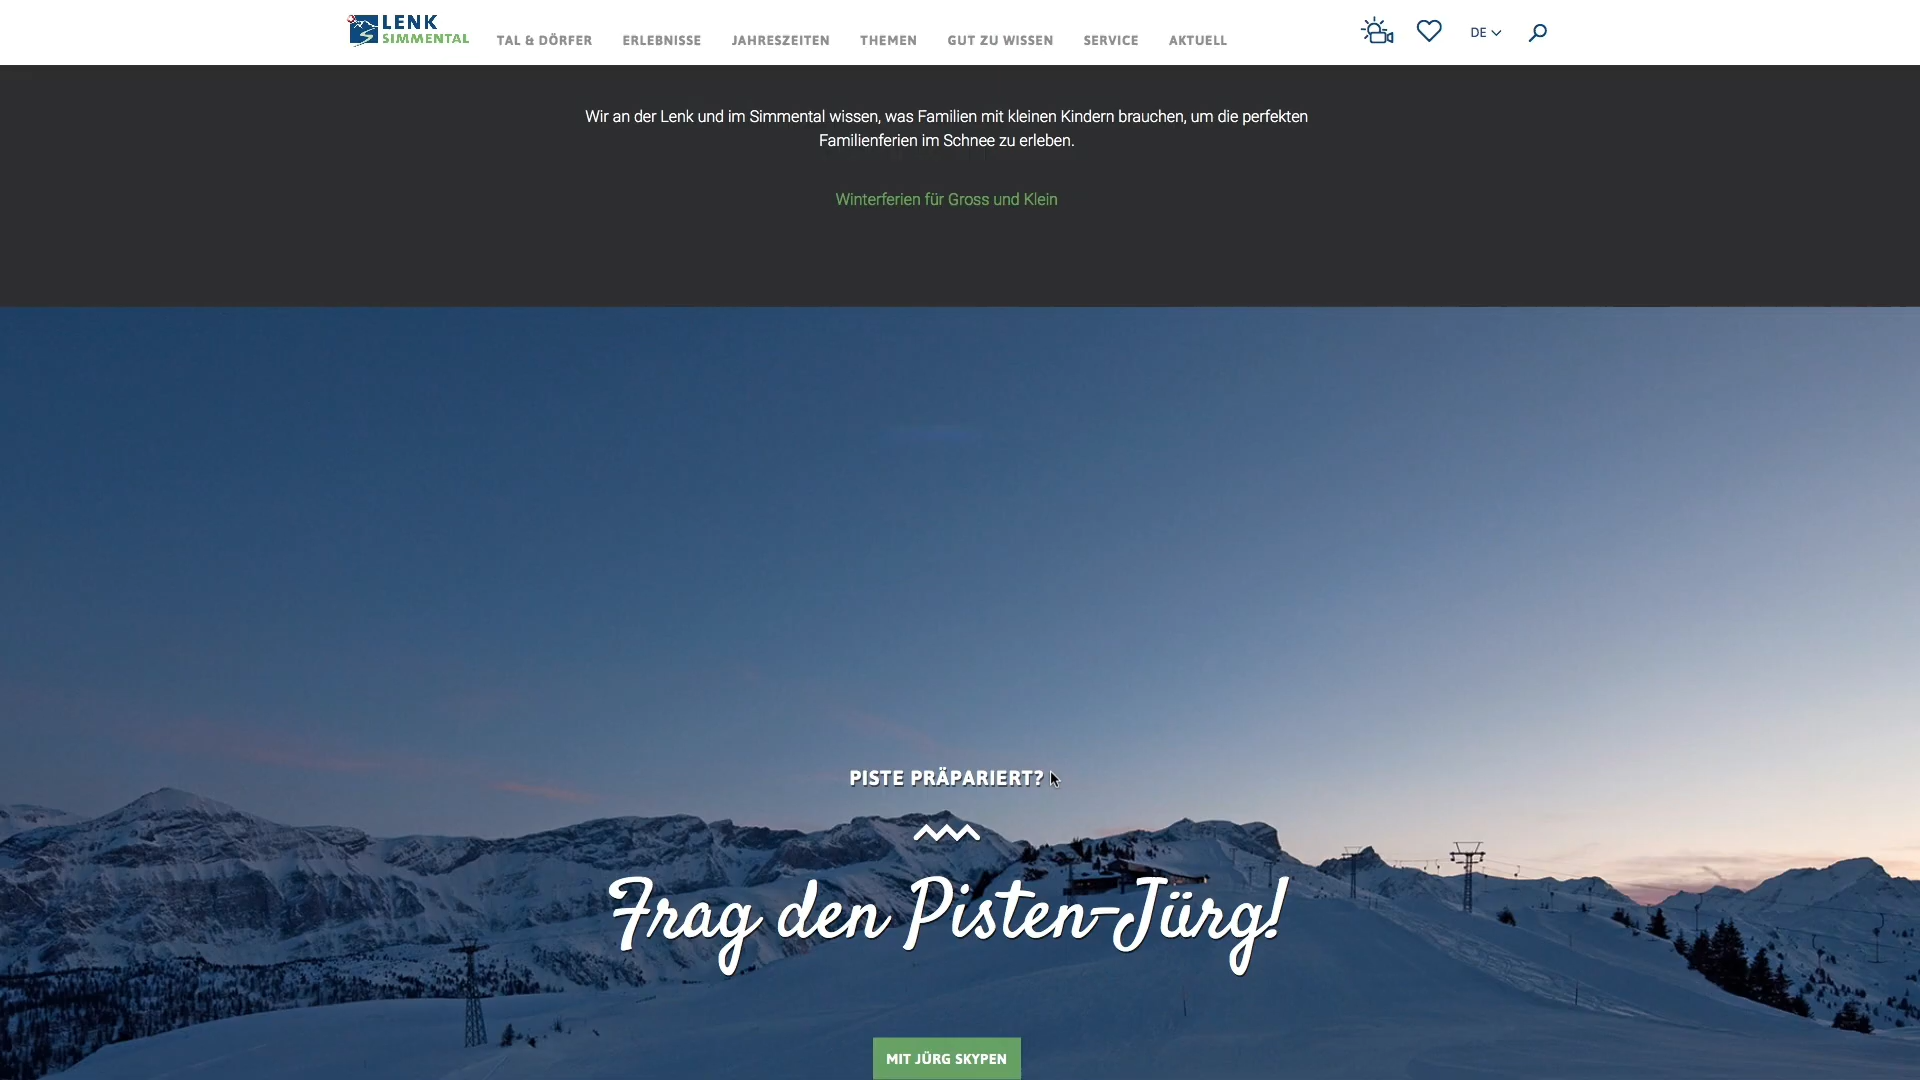 LENK
SIMMENTAL
TAL & DÖRFER
ERLEBNISSE
JAHRESZEITEN
THEMEN
GUT ZU WISSEN
SERVICE
AKTUELL
DE
Wir an der Lenk und im Simmental wissen, was Familien mit kleinen Kindern brauchen, um die perfekten
Familienferien im Schnee zu erleben.
Winterferien für Gross und Klein
PISTE PRÄPARIERT?
Frag den Pisten-Jürg!
MIT JÜRG SKYPEN